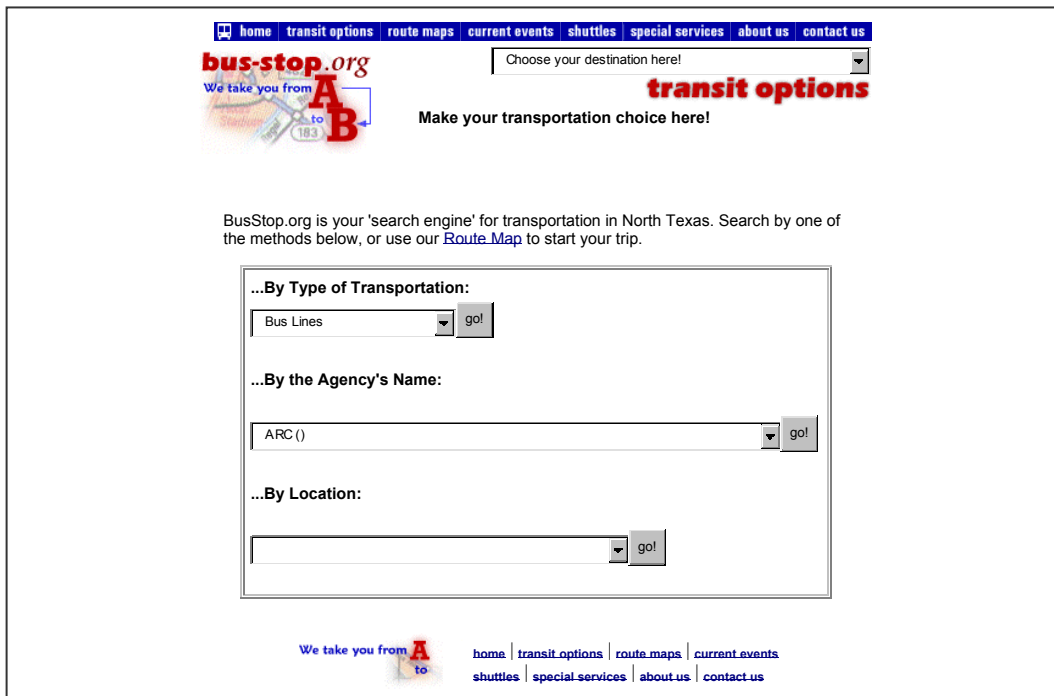 home transit options route maps current events shuttles special services about us contact us
bus-stop.org
Choose your destination here!
We take you from A to B
transit options
Stadium
183
Make your transportation choice here!
BusStop.org is your 'search engine' for transportation in North Texas. Search by one of
the methods below, or use our Route Map to start your trip.
...By Type of Transportation:
Bus Lines go!
...By the Agency's Name:
ARC () go!
...By Location:
go!
We take you from A to
home | transit options | route maps | current events
shuttles | special services | about us | contact us